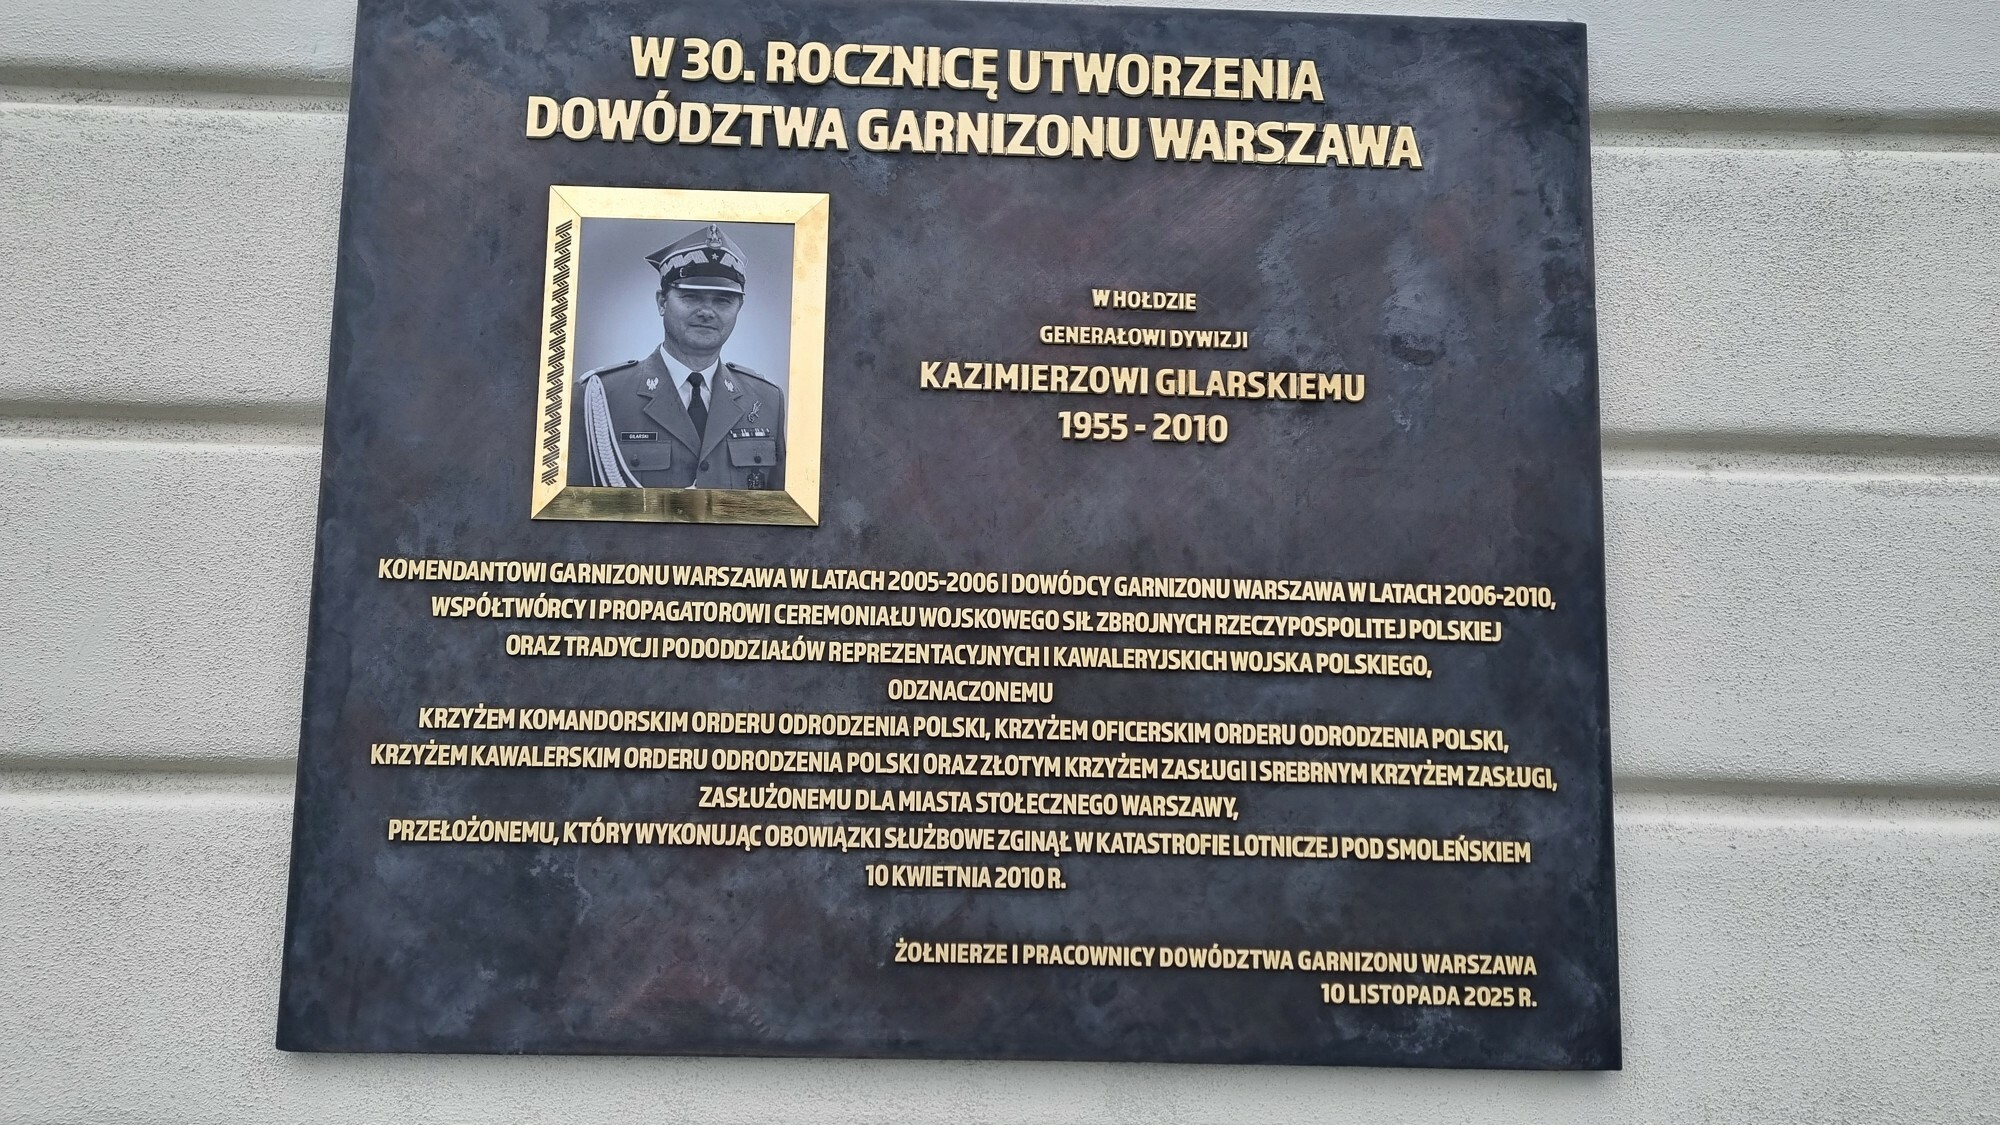 W 30. ROCZNICĘ UTWORZENIA
DOWÓDZTWA GARNIZONU WARSZAWA
GILARSKI
W HOŁDZIE
GENERAŁOWI DYWIZJI
KAZIMIERZOWI GILARSKIEMU
1955 - 2010
KOMENDANTOWI GARNIZONU WARSZAWA W LATACH 2005-2006 I DOWÓDCY GARNIZONU WARSZAWA W LATACH 2006-2010,
WSPÓŁTWÓRCY I PROPAGATOROWI CEREMONIAŁU WOJSKOWEGO SIŁ ZBROJNYCH RZECZYPOSPOLITEJ POLSKIEJ
ORAZ TRADYCJI PODODDZIAŁÓW REPREZENTACYJNYCH I KAWALERYJSKICH WOJSKA POLSKIEGO,
ODZNACZONEMU
KRZYŻEM KOMANDORSKIM ORDERU ODRODZENIA POLSKI, KRZYŻEM OFICERSKIM ORDERU ODRODZENIA POLSKI,
KRZYŻEM KAWALERSKIM ORDERU ODRODZENIA POLSKI ORAZ ZŁOTYM KRZYŻEM ZASŁUGI I SREBRNYM KRZYŻEM ZASŁUGI,
ZASŁUŻONEMU DLA MIASTA STOŁECZNEGO WARSZAWY,
PRZEŁOŻONEMU, KTÓRY WYKONUJĄC OBOWIĄZKI SŁUŻBOWE ZGINĄŁ W KATASTROFIE LOTNICZEJ POD SMOLEŃSKIEM
10 KWIETNIA 2010 R.
ŻOŁNIERZE I PRACOWNICY DOWÓDZTWA GARNIZONU WARSZAWA
10 LISTOPADA 2025 R.